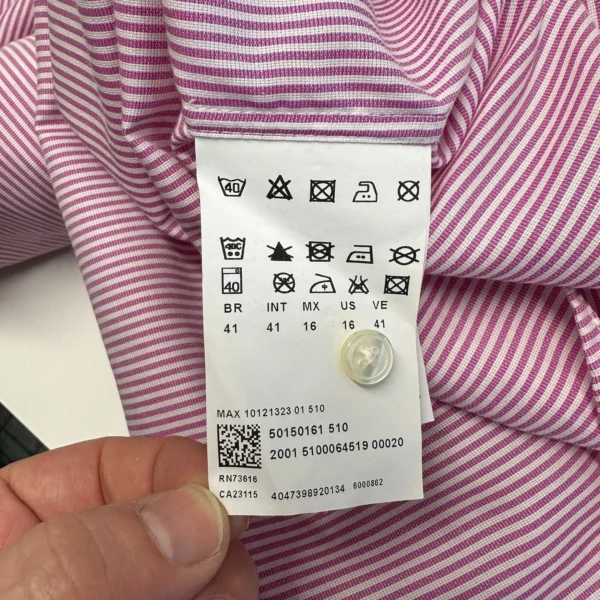 40
40C
40
BR INT MX US VE
41 41 16 16 41
MAX 10121323 01 510
50150161 510
2001 5100064519 00020
RN73616
CA23115 4047398920134 6000862